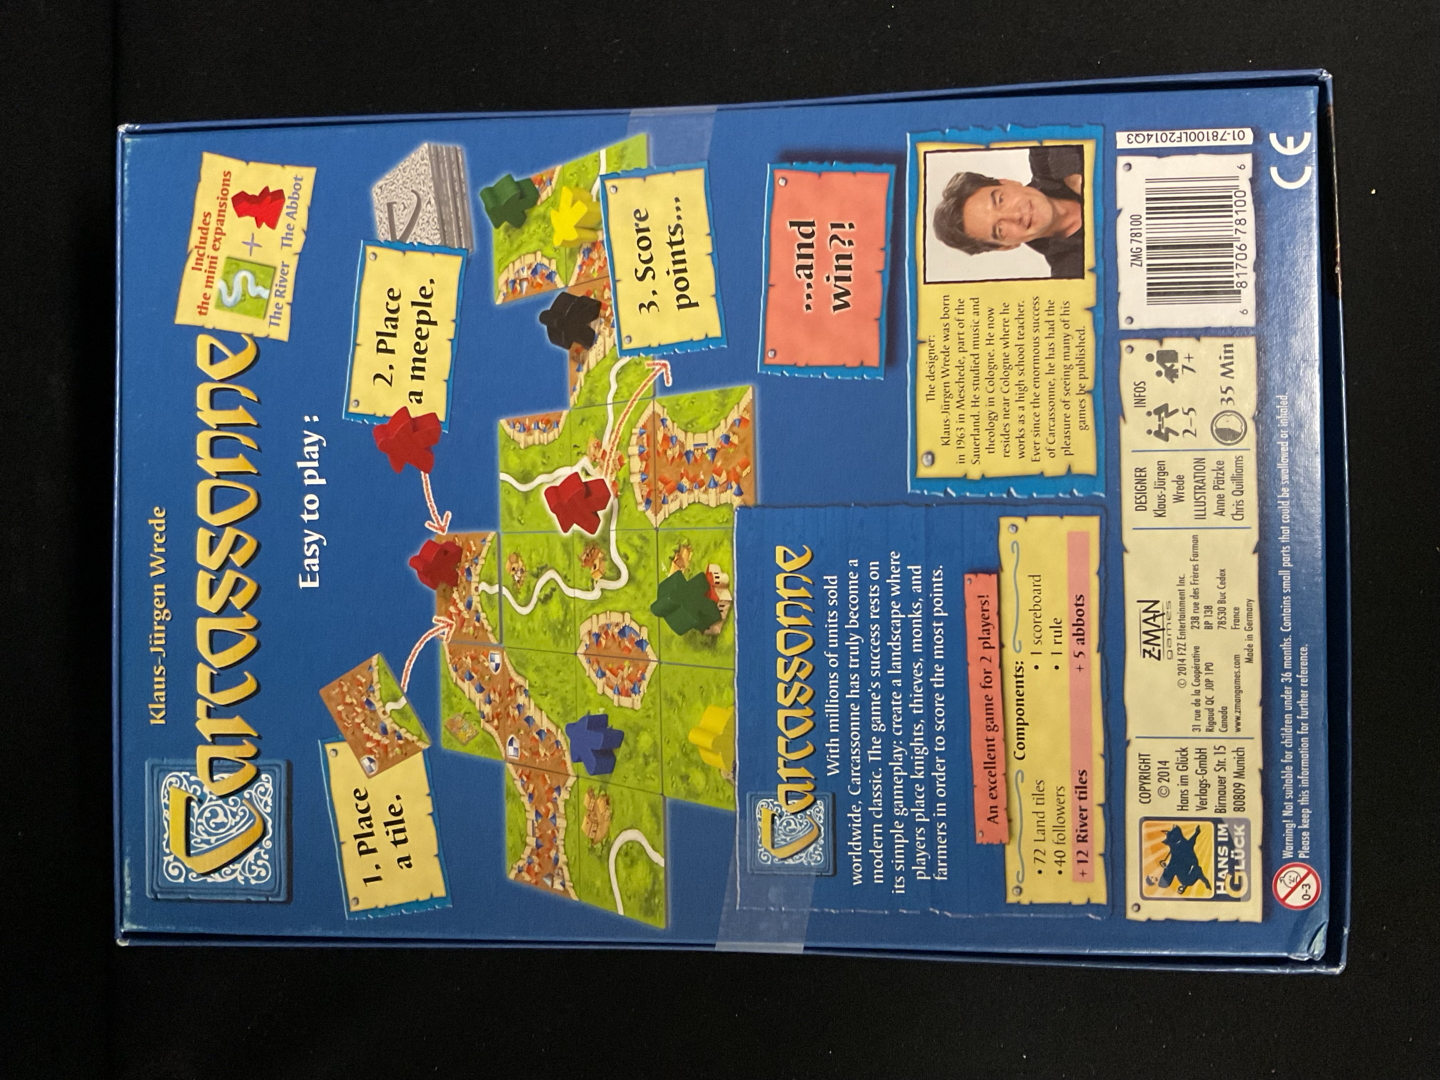 Klaus-Jürgen Wrede
Carcassonne
Includes
the mini expansions
+
The River
The Abbot
Easy to play :
1. Place
a tile.
2. Place
a meeple.
3. Score
points...
...and
win?!
Carcassonne
With millions of units sold
worldwide, Carcassonne has truly become a
modern classic. The game's success rests on
its simple gameplay: create a landscape where
players place knights, thieves, monks, and
farmers in order to score the most points.
An excellent game for 2 players!
Components:
• 72 Land tiles
• 1 scoreboard
• 40 followers
• 1 rule
+ 12 River tiles
+ 5 abbots
The designer:
Klaus-Jürgen Wrede was born
in 1963 in Meschede, part of the
Sauerland. He studied music and
theology in Cologne. He now
resides near Cologne where he
works as a high school teacher.
Ever since the enormous success
of Carcassonne, he has had the
pleasure of seeing many of his
games be published.
HANS IM
GLÜCK
COPYRIGHT
© 2014
Hans im Glück
Verlags-GmbH
Birnauer Str. 15
80809 Munich
Z-MAN
games
© 2014 F2Z Entertainment Inc.
31 rue de la Coopérative
Rigaud QC J0P 1P0
Canada
www.zmangames.com
238 rue des Frères Farman
BP 138
78530 Buc Cedex
France
Made in Germany
DESIGNER
Klaus-Jürgen
Wrede
ILLUSTRATION
Anne Pätzke
Chris Quilliams
INFOS
2-5
7+
35 Min
ZMG 78100
6 81706 78100 6
01-78100LF2014Q3
CE
0-3
Warning! Not suitable for children under 36 months. Contains small parts that could be swallowed or inhaled.
Please keep this information for further reference.